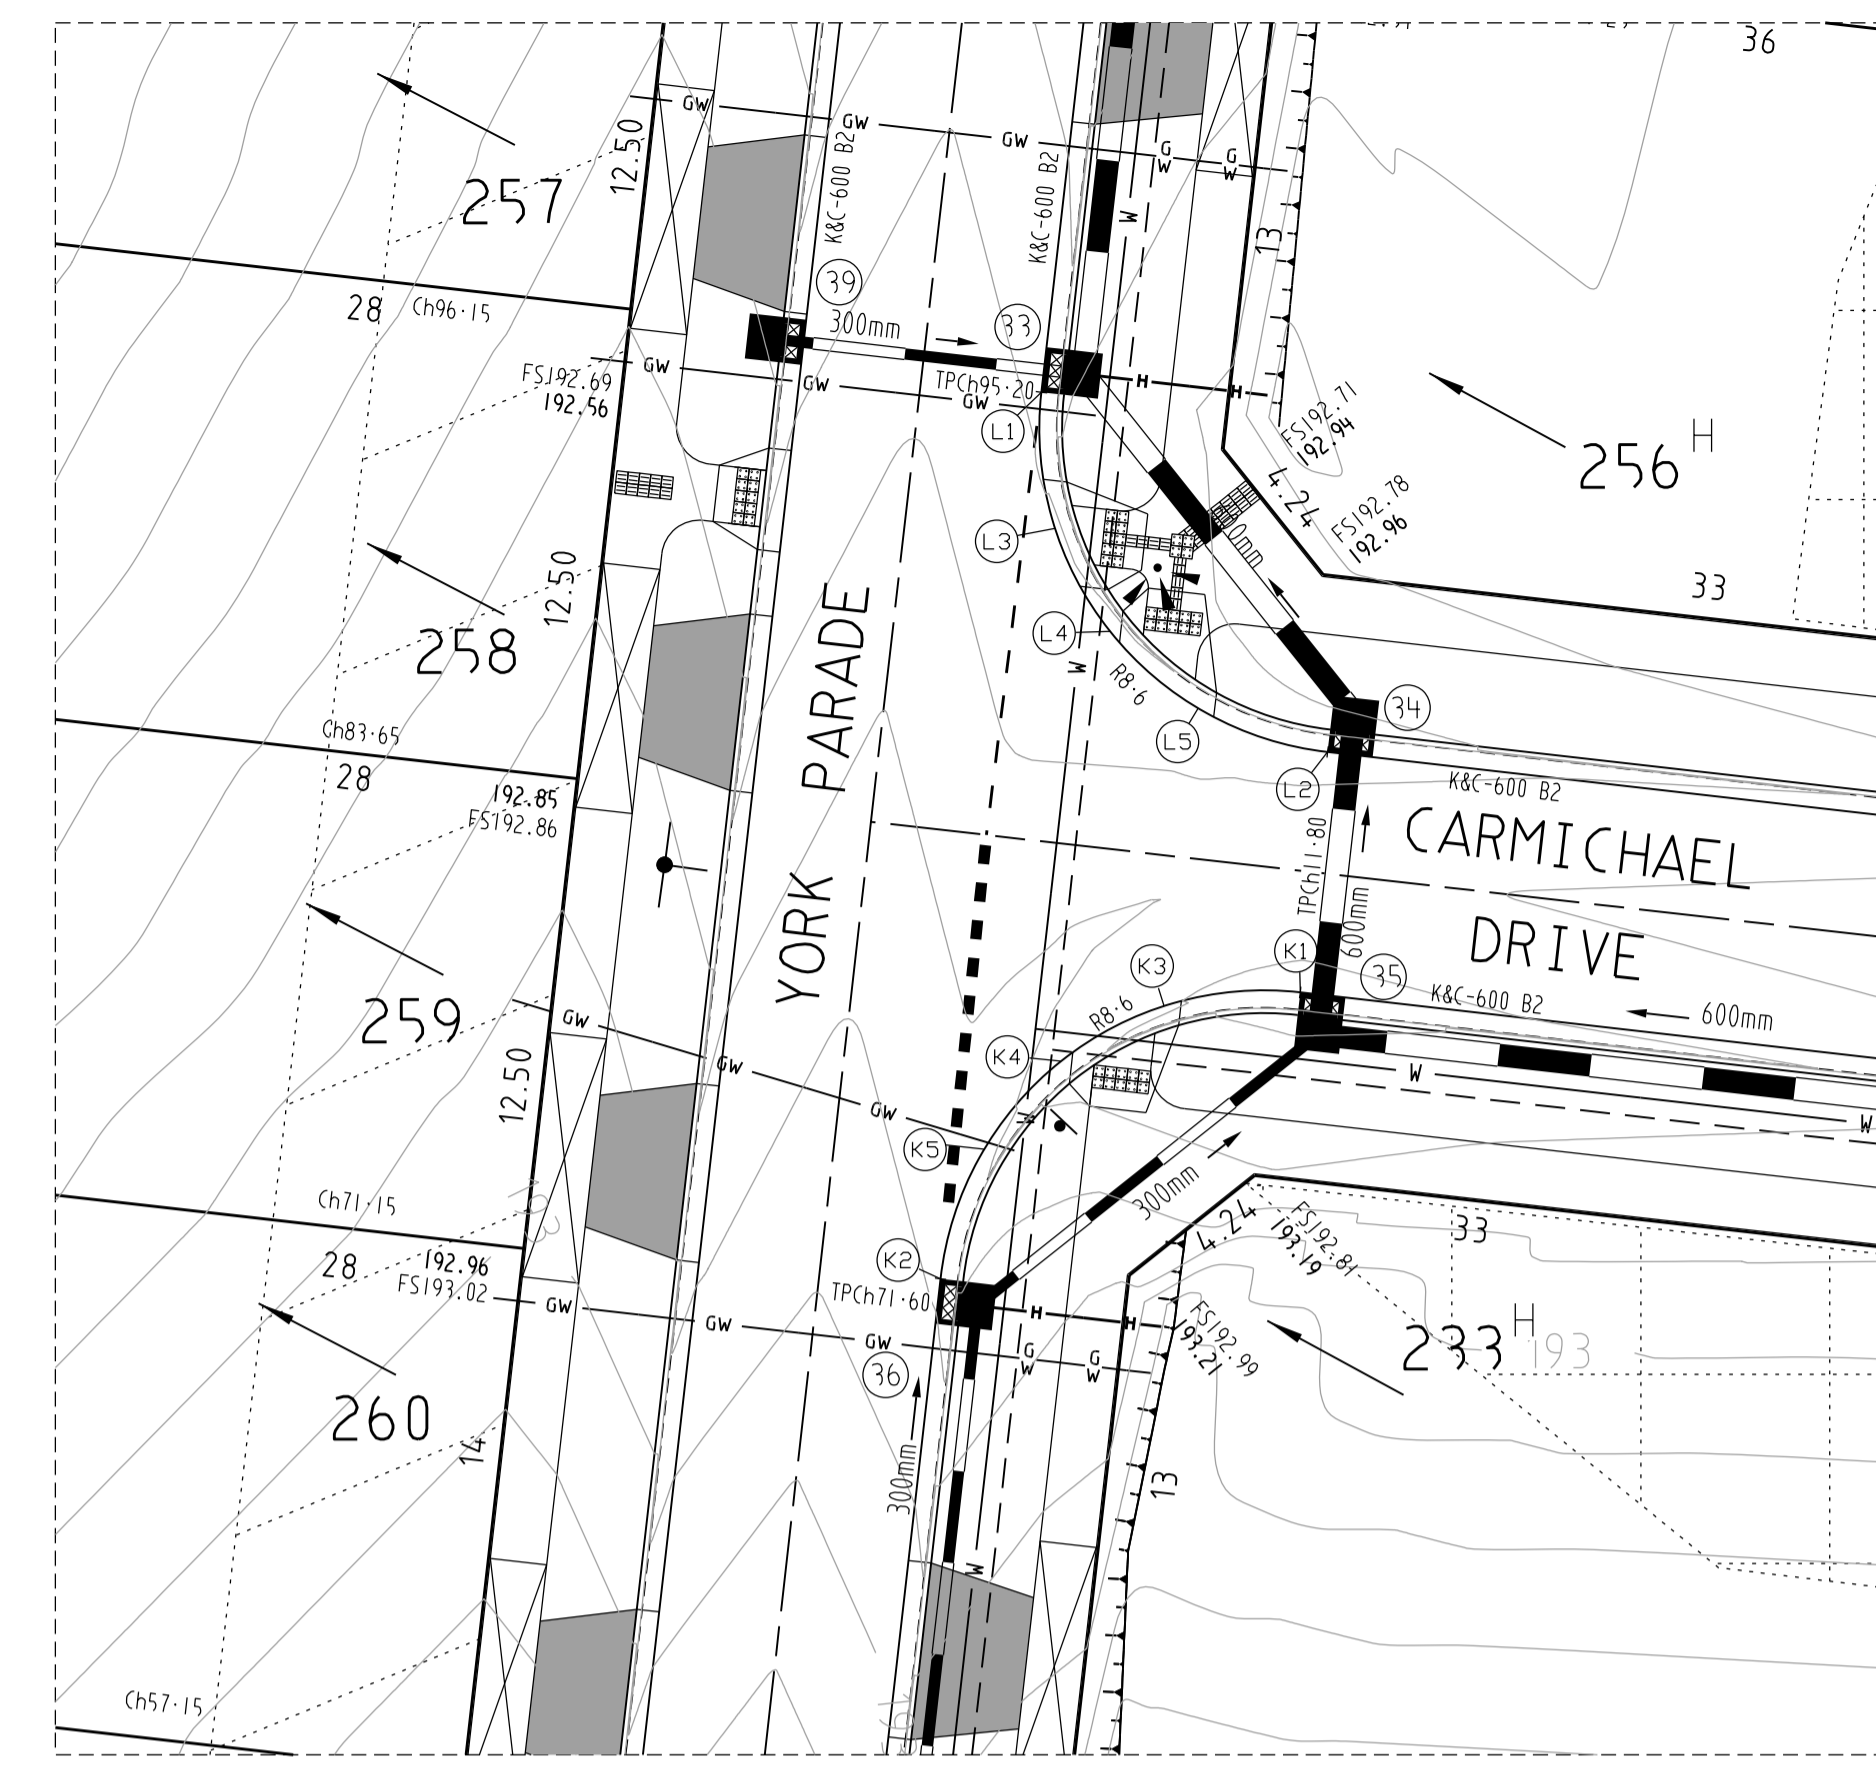 36
GW
GW
GW
G
W
G
W
12.50
K&C-600 B2
K&C-600 B2
W
257
13
28
Ch96·15
39
300mm
33
GW
GW
GW
TPCh95·20
H
H
FS192.69
192.56
L1
FS192.71
192.94
256 H
4.24
FS192.78
192.96
L3
600mm
12.50
33
258
L4
W
R8·6
34
L5
L2
Ch83·65
28
192.85
FS192.86
K&C-600 B2
CARMICHAEL
DRIVE
YORK PARADE
TPCh11·80
600mm
K1
35
K3
K&C-600 B2
600mm
R8·6
259
GW
GW
GW
K4
W
W
12.50
K5
300mm
Ch71·15
193
28
192.96
FS193.02
K2
TPCh71·60
4.24
FS192.81
193.19
33
GW
GW
GW
H
H
G
W
G
W
FS192.99
193.21
233 H
193
36
260
14
300mm
13
W
Ch57·15